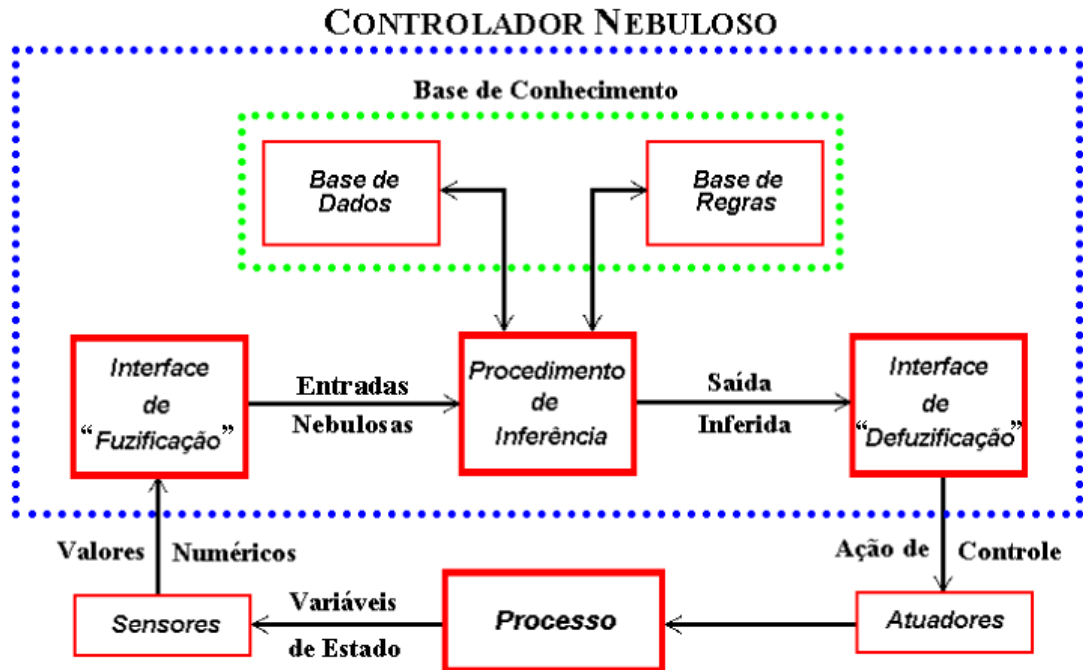 CONTROLADOR NEBULOSO
Base de Conhecimento
Base de
Dados
Base de
Regras
Interface
de
“Fuzificação”
Entradas
Nebulosas
Procedimento
de
Inferência
Saída
Inferida
Interface
de
“Defuzificação”
Valores Numéricos
Ação de Controle
Sensores
Variáveis
de Estado
Processo
Atuadores